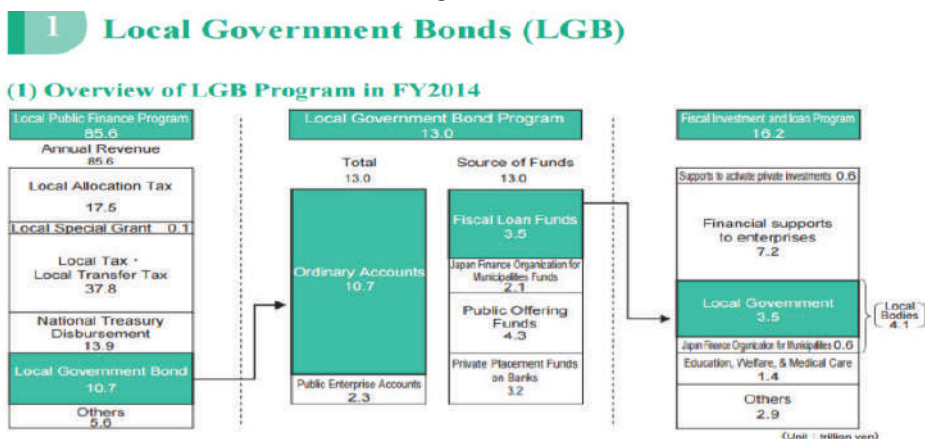 1 Local Government Bonds (LGB)
(1) Overview of LGB Program in FY2014
Local Public Finance Program
85.6
Annual Revenue
85.6
Local Allocation Tax
17.5
Local Special Grant 0.1
Local Tax・
Local Transfer Tax
37.8
National Treasury
Disbursement
13.9
Local Government Bond
10.7
Others
5.6
Local Government Bond Program
13.0
Total
13.0
Ordinary Accounts
10.7
Public Enterprise Accounts
2.3
Source of Funds
13.0
Fiscal Loan Funds
3.5
Japan Finance Organization for
Municipalities Funds
2.1
Public Offering
Funds
4.3
Private Placement Funds
on Banks
3.2
Fiscal Investment and loan Program
16.2
Supports to activate private investments 0.6
Financial supports
to enterprises
7.2
Local Government
3.5
Japan Finance Organization for Municipalities 0.6
Education, Welfare, & Medical Care
1.4
Others
2.9
Local
Bodies
4.1
(Unit : trillion yen)